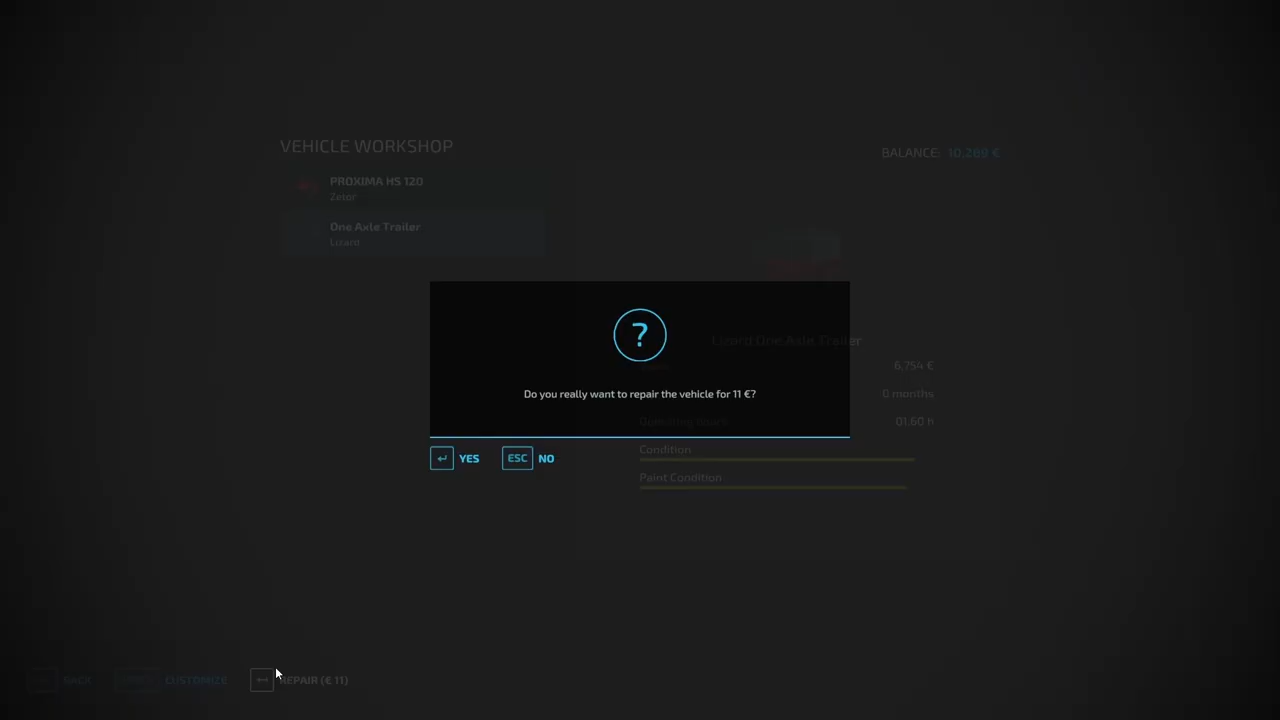 VEHICLE WORKSHOP
BALANCE: 10,269 €
PROXIMA HS 120
Zetor
One Axle Trailer
Lizard
?
Lizard One Axle Trailer
6,754 €
Do you really want to repair the vehicle for 11 €?
0 months
Operating hours
01:60 h
Condition
↵ YES
ESC NO
Paint Condition
BACK
CUSTOMIZE
REPAIR (€ 11)